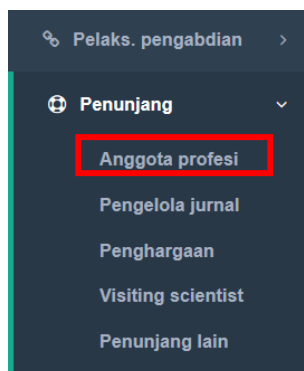 Pelaks. pengabdian
Penunjang
Anggota profesi
Pengelola jurnal
Penghargaan
Visiting scientist
Penunjang lain